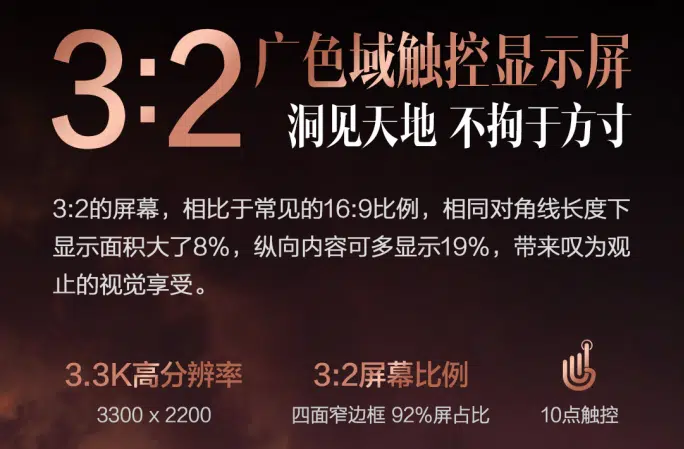 3:2
广色域触控显示屏
洞见天地 不拘于方寸
3:2的屏幕，相比于常见的16:9比例，相同对角线长度下
显示面积大了8%，纵向内容可多显示19%，带来叹为观
止的视觉享受。
3.3K高分辨率
3300 x 2200
3:2屏幕比例
四面窄边框 92%屏占比
10点触控